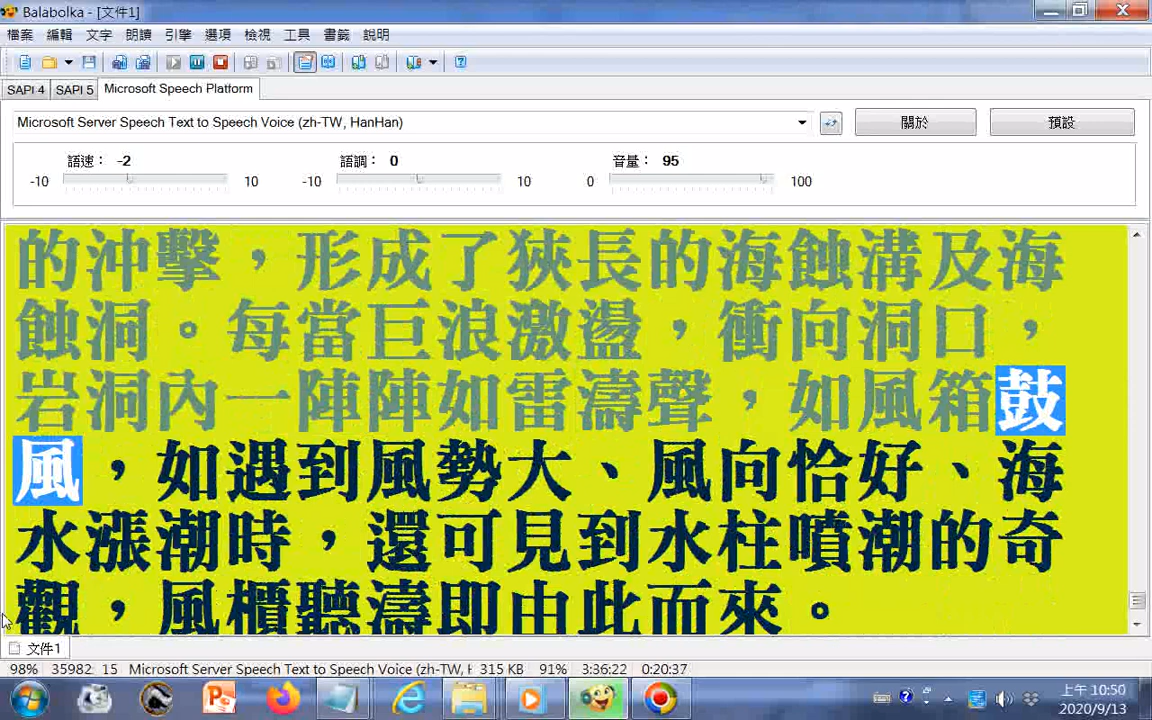 Balabolka - [文件1]
檔案 編輯 文字 朗讀 引擎 選項 檢視 工具 書籤 說明
SAPI 4 SAPI 5 Microsoft Speech Platform
Microsoft Server Speech Text to Speech Voice (zh-TW, HanHan) 關於 預設
語速： -2 語調： 0 音量： 95
-10 10 -10 10 0 100
的沖擊，形成了狹長的海蝕溝及海
蝕洞。每當巨浪激盪，衝向洞口，
岩洞內一陣陣如雷濤聲，如風箱鼓
風，如遇到風勢大、風向恰好、海
水漲潮時，還可見到水柱噴潮的奇
觀，風櫃聽濤即由此而來。
文件1
98% 35982 15 Microsoft Server Speech Text to Speech Voice (zh-TW, H 315 KB 91% 3:36:22 0:20:37
上午 10:50
2020/9/13